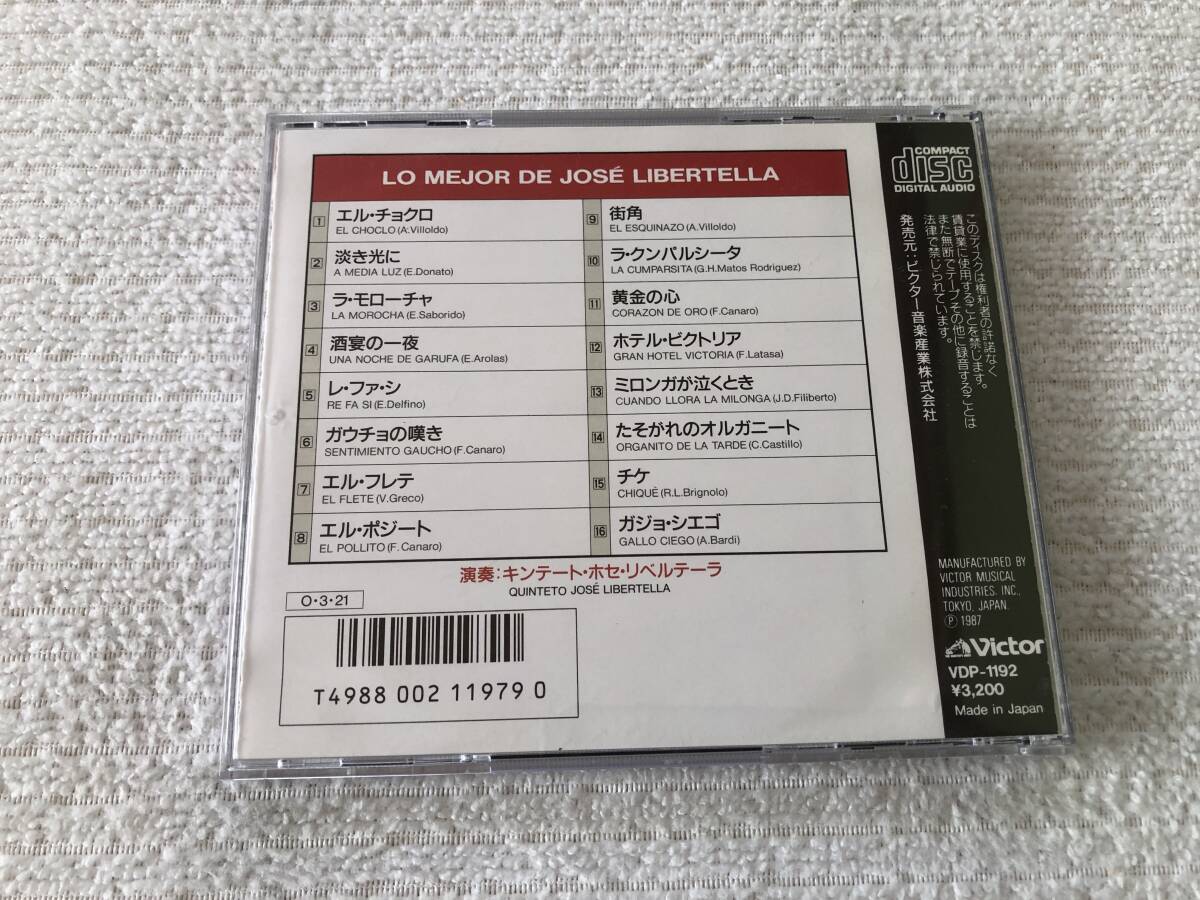 LO MEJOR DE JOSÉ LIBERTELLA
1 エル・チョクロ
EL CHOCLO (A.Villoldo)
2 淡き光に
A MEDIA LUZ (E.Donato)
3 ラ・モローチャ
LA MOROCHA (E.Saborido)
4 酒宴の一夜
UNA NOCHE DE GARUFA (E.Arolas)
5 レ・ファ・シ
RE FA SI (E.Delfino)
6 ガウチョの嘆き
SENTIMIENTO GAUCHO (F.Canaro)
7 エル・フレテ
EL FLETE (V.Greco)
8 エル・ポジート
EL POLLITO (F.Canaro)
9 街角
EL ESQUINAZO (A.Villoldo)
10 ラ・クンパルシータ
LA CUMPARSITA (G.H.Matos Rodriguez)
11 黄金の心
CORAZON DE ORO (F.Canaro)
12 ホテル・ビクトリア
GRAN HOTEL VICTORIA (F.Latasa)
13 ミロンガが泣くとき
CUANDO LLORA LA MILONGA (J.D.Filiberto)
14 たそがれのオルガニート
ORGANITO DE LA TARDE (C.Castillo)
15 チケ
CHIQUÈ (R.L.Brignolo)
16 ガジョ・シエゴ
GALLO CIEGO (A.Bardi)
演奏:キンテート・ホセ・リベルテーラ
QUINTETO JOSÉ LIBERTELLA
O・3・21
T4988 002 11979 0
COMPACT
disc
DIGITAL AUDIO
このディスクは権利者の許諾なく
賃貸業に使用することを禁じます。
また無断でテープその他に録音することは
法律で禁じられています。
発売元:ビクター音楽産業株式会社
MANUFACTURED BY
VICTOR MUSICAL
INDUSTRIES, INC.,
TOKYO, JAPAN.
Ⓟ 1987
Victor
VDP-1192
¥3,200
Made in Japan